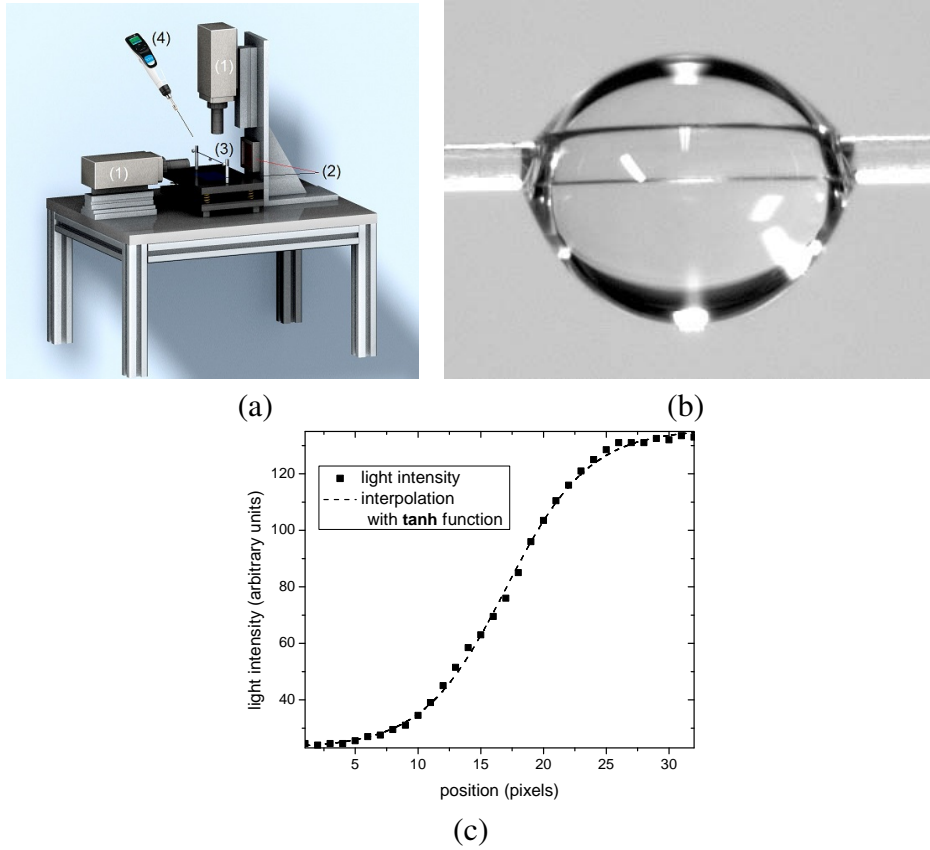 (4)
(1)
(3)
(1)
(2)
(a)
(b)
light intensity
interpolation
with tanh function
light intensity (arbitrary units)
120
100
80
60
40
5
10
15
20
25
30
position (pixels)
(c)